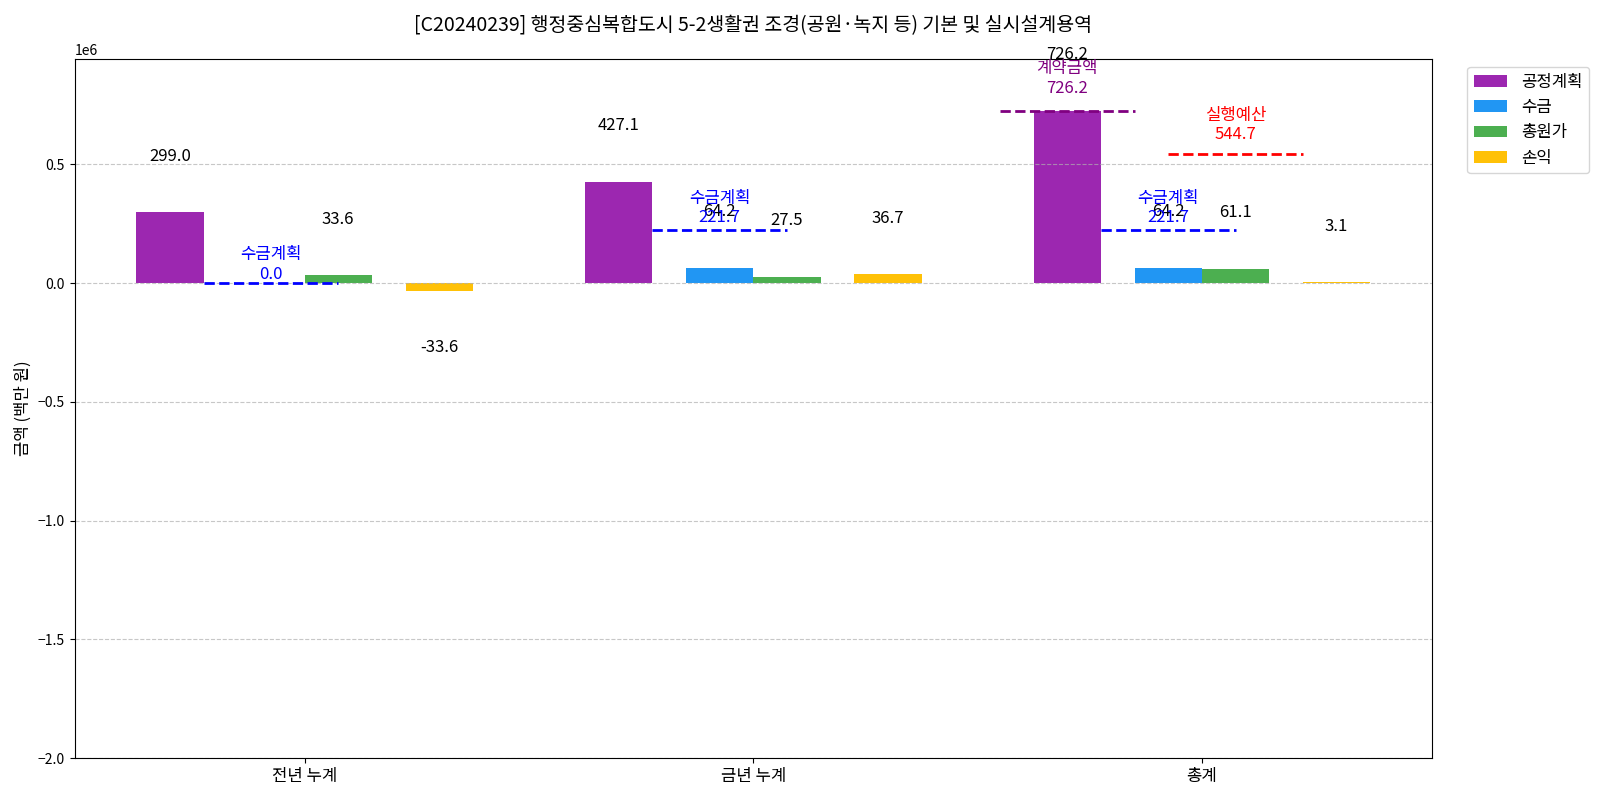 [C20240239] 행정중심복합도시 5-2생활권 조경(공원·녹지 등) 기본 및 실시설계용역
1e6
공정계획
수금
총원가
손익
726.2
계약금액
726.2
실행예산
544.7
427.1
299.0
수금계획
221.7
64.2
27.5
36.7
수금계획
221.7
64.2
61.1
3.1
33.6
수금계획
0.0
-33.6
0.5
0.0
−0.5
−1.0
−1.5
−2.0
금액 (백만 원)
전년 누계
금년 누계
총계